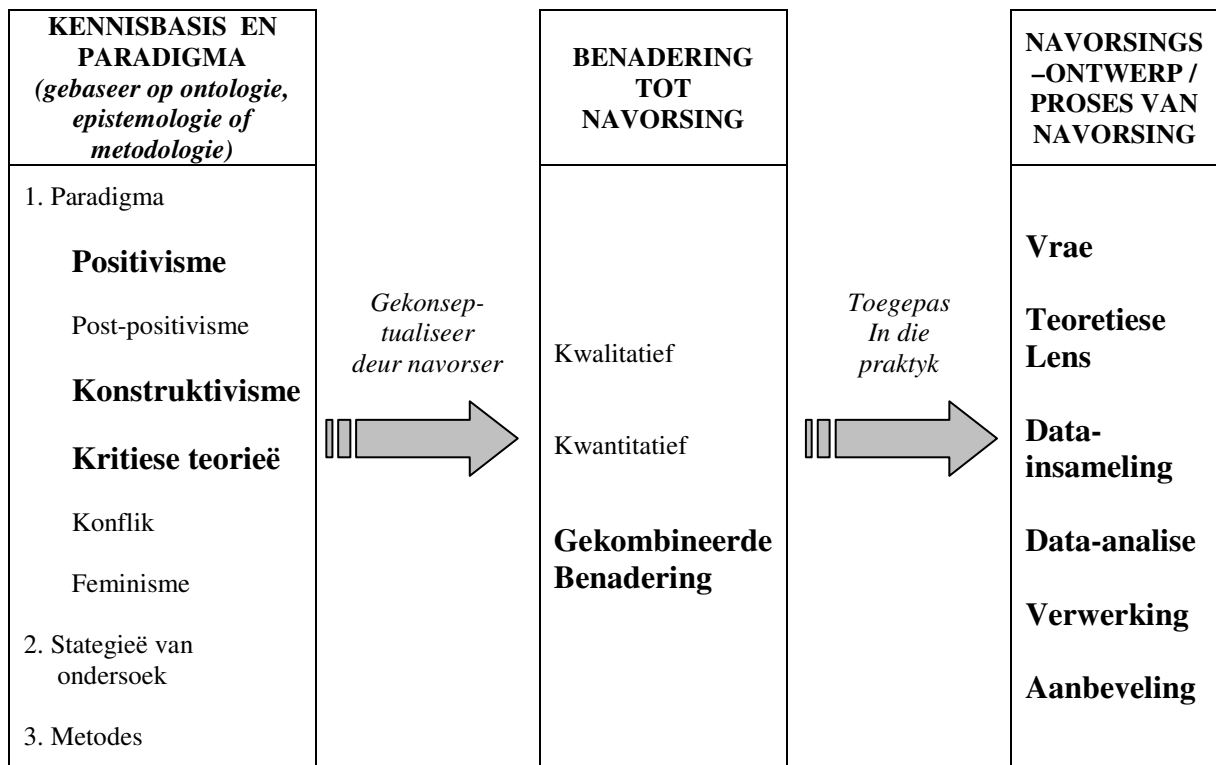 KENNISBASIS EN
PARADIGMA
(gebaseer op ontologie,
epistemologie of
metodologie)
1. Paradigma
Positivisme
Post-positivisme
Konstruktivisme
Kritiese teorieë
Konflik
Feminisme
2. Stategieë van
ondersoek
3. Metodes
Gekonsep-
tualiseer
deur navorser
BENADERING
TOT
NAVORSING
Kwalitatief
Kwantitatief
Gekombineerde
Benadering
Toegepas
In die
praktyk
NAVORSINGS
–ONTWERP /
PROSES VAN
NAVORSING
Vrae
Teoretiese
Lens
Data-
insameling
Data-analise
Verwerking
Aanbeveling